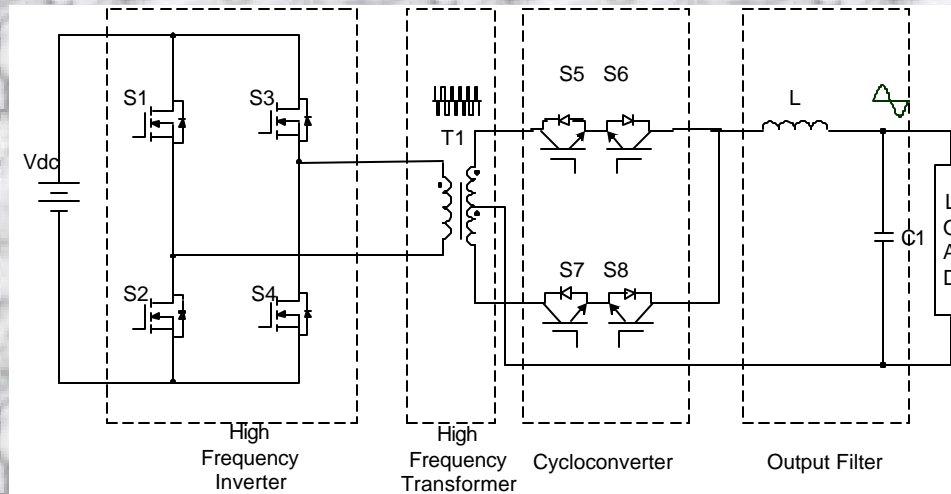 S5 S6
S1
S3
L
T1
Vdc
C1
L
O
A
D
S7 S8
S2
S4
High
Frequency
Inverter
High
Frequency
Transformer
Cycloconverter
Output Filter